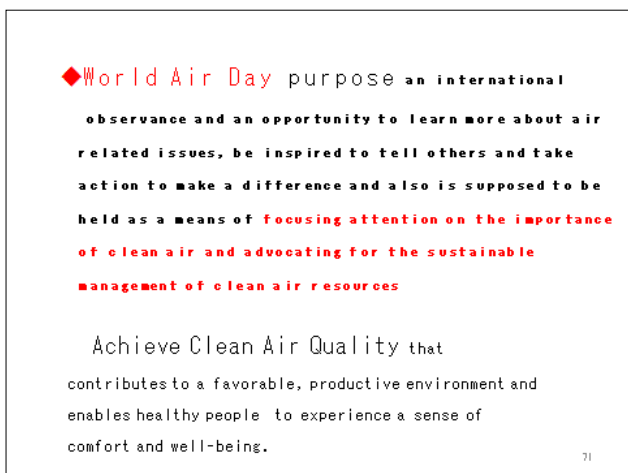 ◆World Air Day purpose an international
observance and an opportunity to learn more about air
related issues, be inspired to tell others and take
action to make a difference and also is supposed to be
held as a means of focusing attention on the importance
of clean air and advocating for the sustainable
management of clean air resources
Achieve Clean Air Quality that
contributes to a favorable, productive environment and
enables healthy people to experience a sense of
comfort and well-being.
71